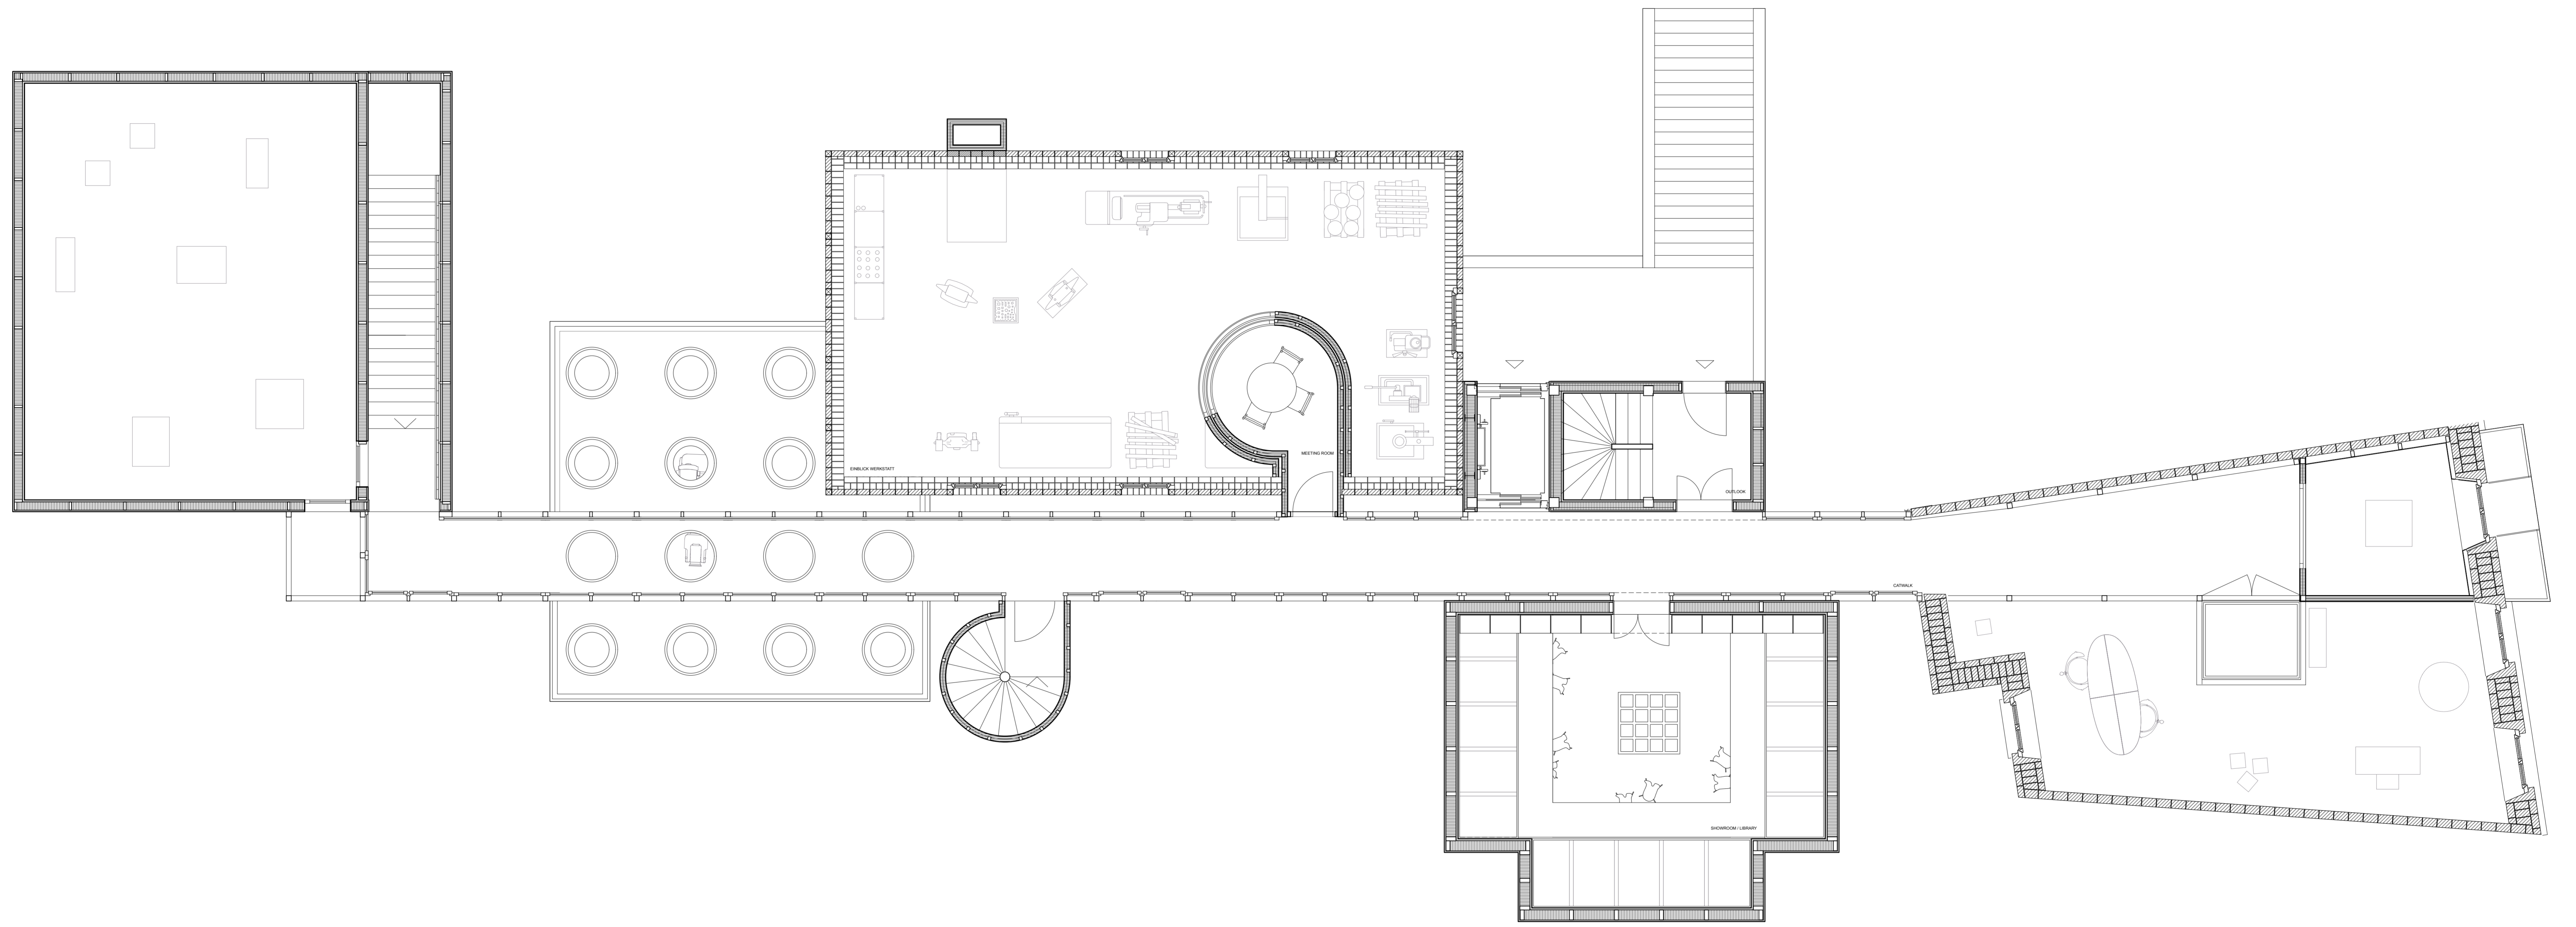 EINBLICK WERKSTATT
MEETING ROOM
OUTLOOK
CATWALK
SHOWROOM / LIBRARY